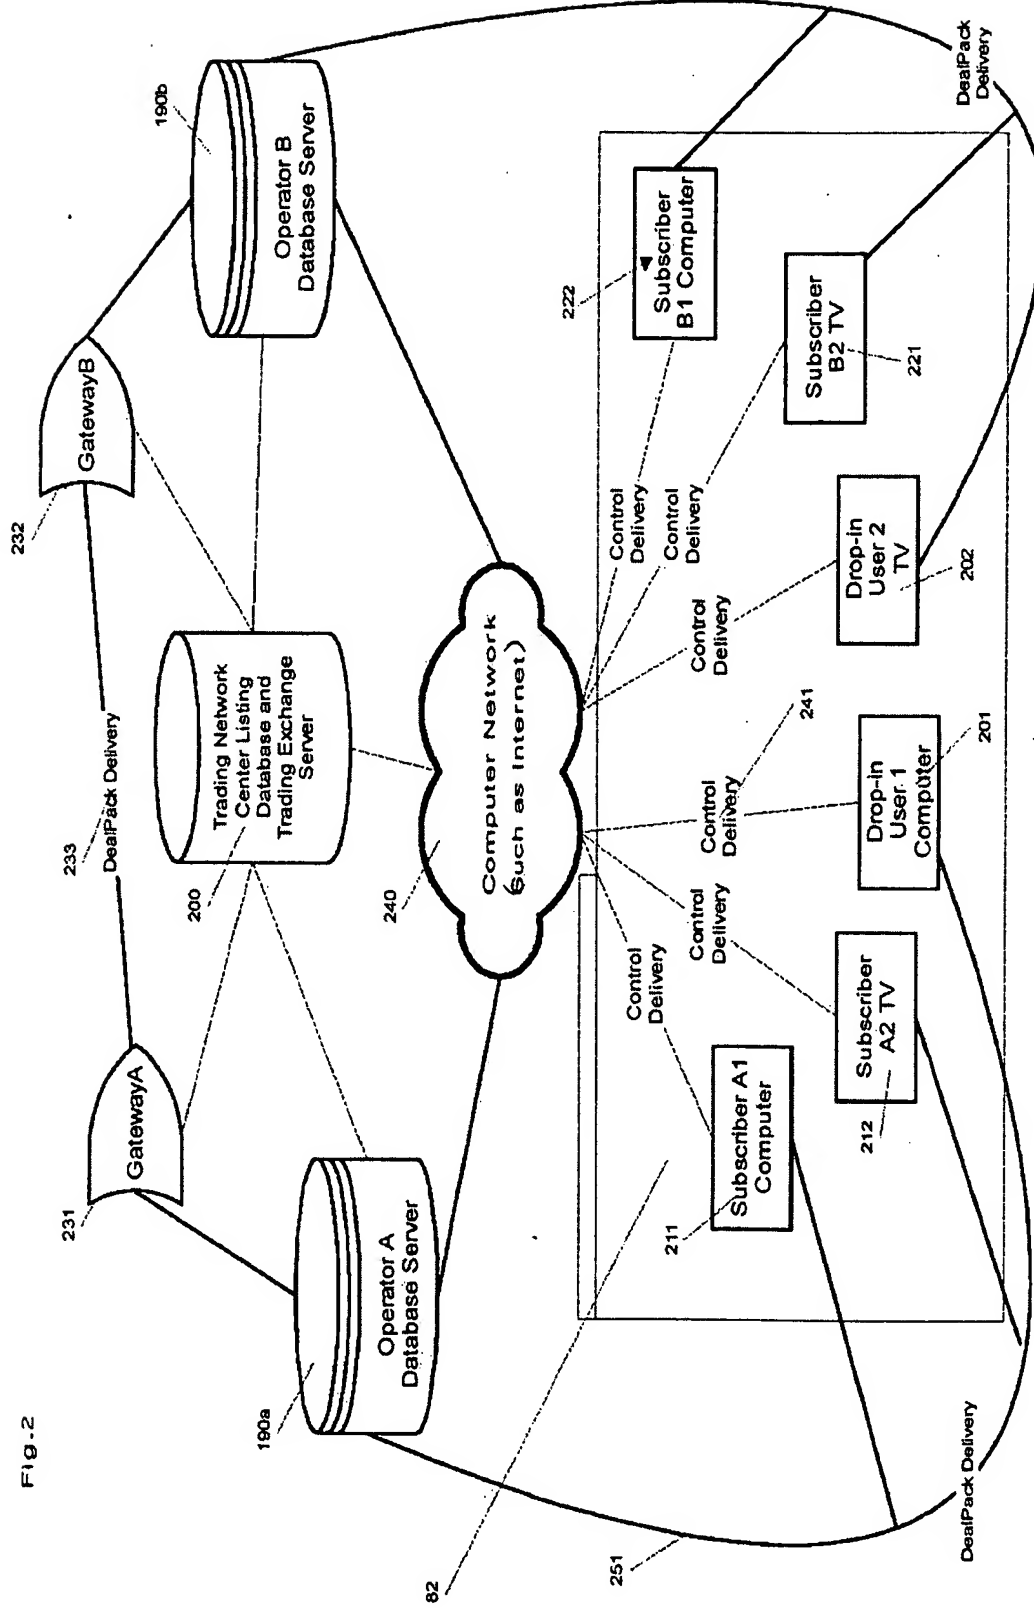 Fig.2
231
GatewayA
233
DealPack Delivery
232
GatewayB
190a
Operator A
Database Server
200
Trading Network
Center Listing
Database and
Trading Exchange
Server
190b
Operator B
Database Server
240
Computer Network
(Such as Internet)
82
251
Control
Delivery
Control
Delivery
Control
Delivery
241
Control
Delivery
Control
Delivery
Control
Delivery
211
Subscriber A1
Computer
212
Subscriber
A2 TV
Drop-in
User 1
Computer
201
Drop-in
User 2
TV
202
Subscriber
B2 TV
221
222
Subscriber
B1 Computer
DealPack Delivery
DealPack
Delivery